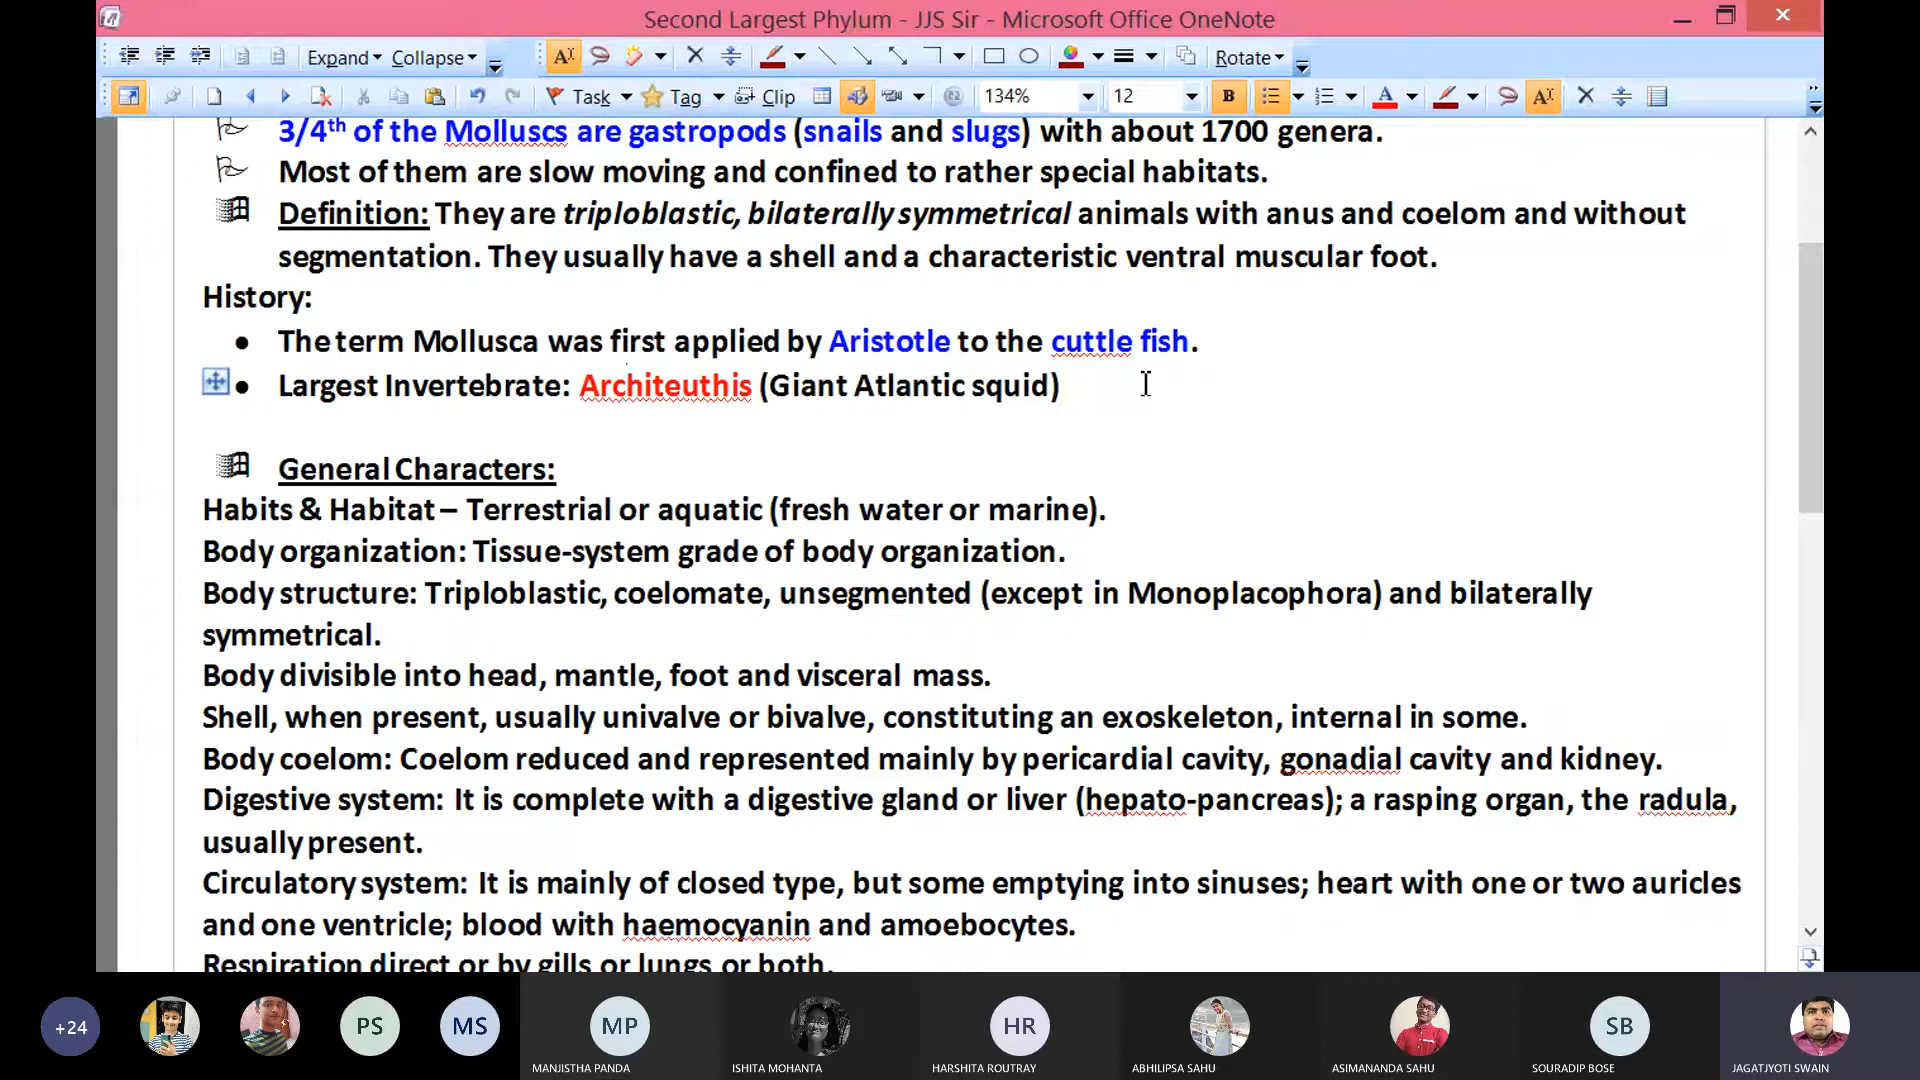 Second Largest Phylum - JJS Sir - Microsoft Office OneNote
Expand Collapse Rotate
Task Tag Clip 134% 12 B
3/4th of the Molluscs are gastropods (snails and slugs) with about 1700 genera.
Most of them are slow moving and confined to rather special habitats.
Definition: They are triploblastic, bilaterally symmetrical animals with anus and coelom and without
segmentation. They usually have a shell and a characteristic ventral muscular foot.
History:
• The term Mollusca was first applied by Aristotle to the cuttle fish.
• Largest Invertebrate: Architeuthis (Giant Atlantic squid)
General Characters:
Habits & Habitat – Terrestrial or aquatic (fresh water or marine).
Body organization: Tissue-system grade of body organization.
Body structure: Triploblastic, coelomate, unsegmented (except in Monoplacophora) and bilaterally
symmetrical.
Body divisible into head, mantle, foot and visceral mass.
Shell, when present, usually univalve or bivalve, constituting an exoskeleton, internal in some.
Body coelom: Coelom reduced and represented mainly by pericardial cavity, gonadial cavity and kidney.
Digestive system: It is complete with a digestive gland or liver (hepato-pancreas); a rasping organ, the radula,
usually present.
Circulatory system: It is mainly of closed type, but some emptying into sinuses; heart with one or two auricles
and one ventricle; blood with haemocyanin and amoebocytes.
Respiration direct or by gills or lungs or both.
+24 PS MS MP HR SB
MANJISTHA PANDA ISHITA MOHANTA HARSHITA ROUTRAY ABHILIPSA SAHU ASIMANANDA SAHU SOURADIP BOSE JAGATJYOTI SWAIN